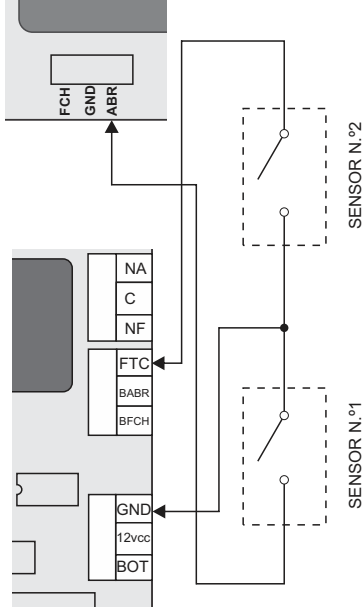 FCH
GND
ABR
SENSOR N.º2
NA
C
NF
FTC
BABR
BFCH
SENSOR N.º1
GND
12vcc
BOT